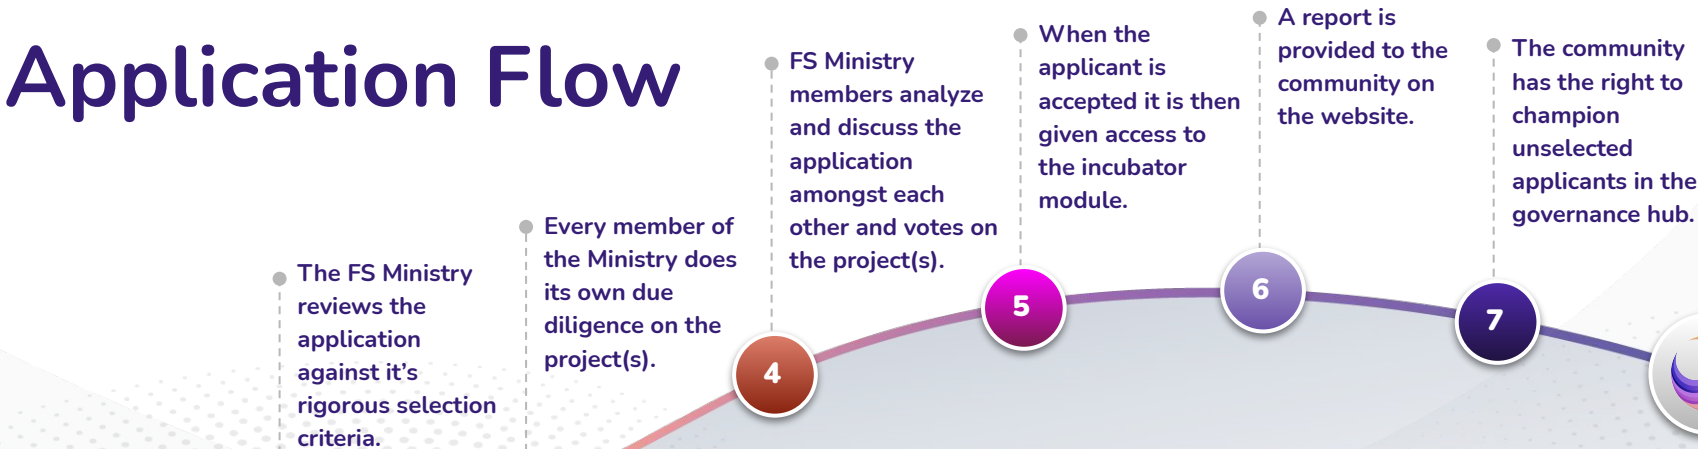 Application Flow
The FS Ministry
reviews the
application
against it’s
rigorous selection
criteria.
Every member of
the Ministry does
its own due
diligence on the
project(s).
FS Ministry
members analyze
and discuss the
application
amongst each
other and votes on
the project(s).
When the
applicant is
accepted it is then
given access to
the incubator
module.
A report is
provided to the
community on
the website.
The community
has the right to
champion
unselected
applicants in the
governance hub.
4
5
6
7